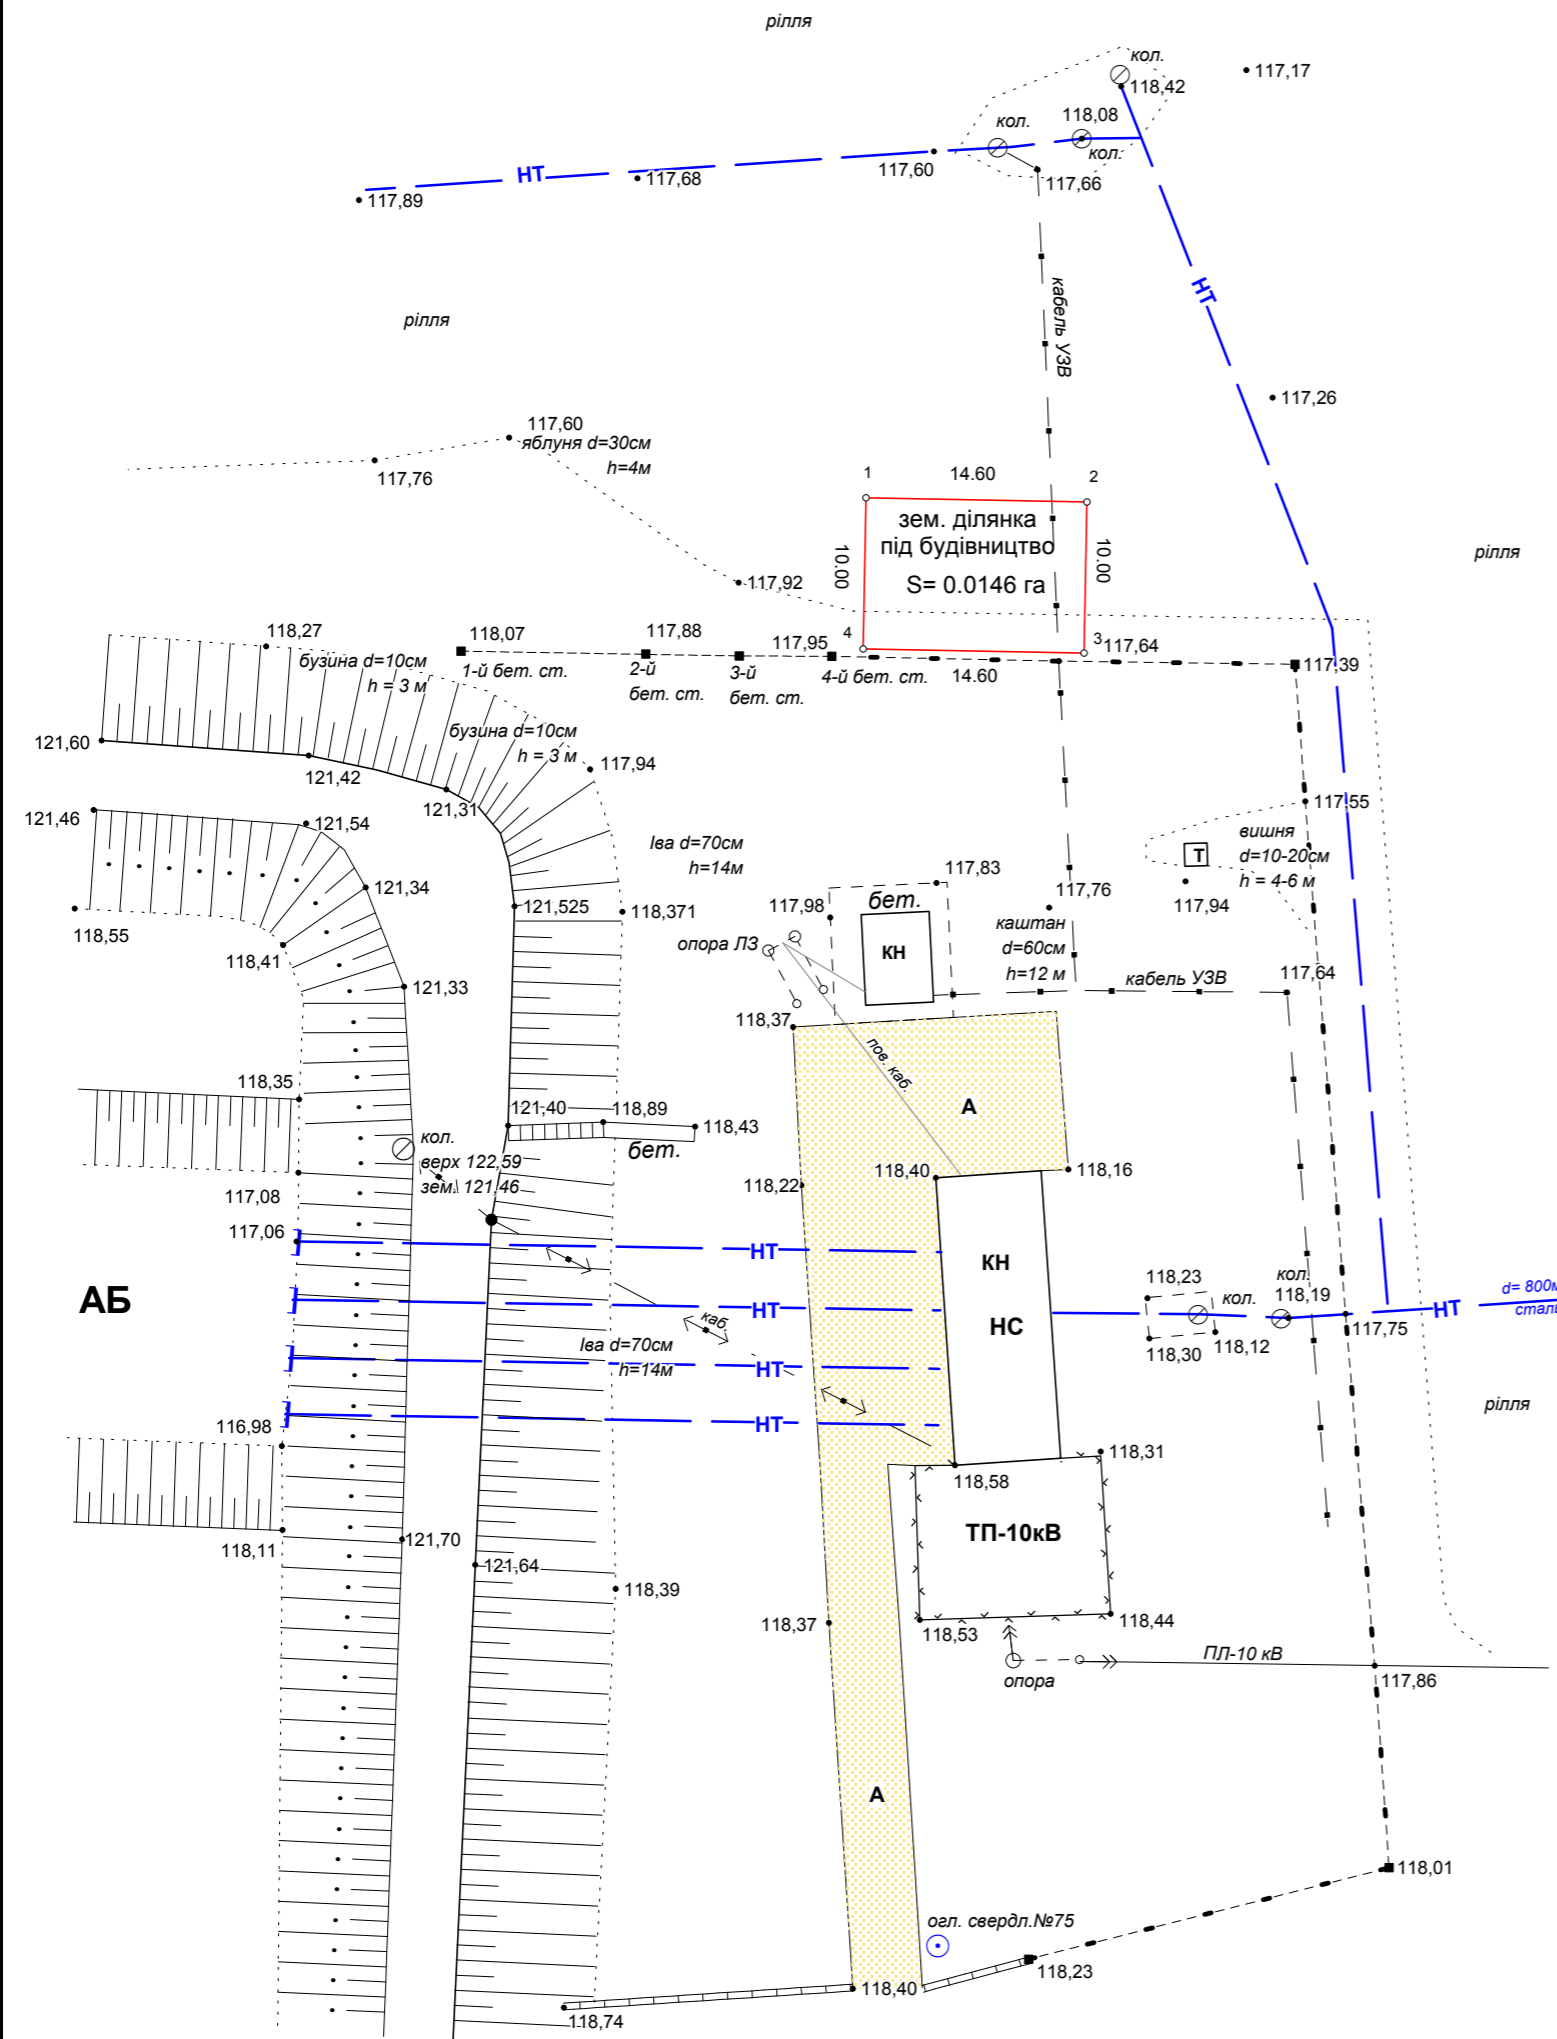 рілля
кол.
118,42
117,17
118,08
кол.
кол.
117,60
117,66
НТ
117,68
117,89
НТ
кабель УЗВ
рілля
117,26
117,60
яблуня d=30см
h=4м
117,76
1
14.60
2
зем. ділянка
під будівництво
S= 0.0146 га
10.00
10.00
рілля
117,92
4
3
117,64
118,27
118,07
117,88
117,95
117,39
бузина d=10см
h = 3 м
1-й бет. ст.
2-й
бет. ст.
3-й
бет. ст.
4-й бет. ст.
14.60
бузина d=10см
h = 3 м
121,60
121,42
117,94
121,31
117,55
121,46
121,54
вишня
d=10-20см
h = 4-6 м
Т
Іва d=70см
h=14м
117,83
117,76
121,34
бет.
117,94
121,525
118,371
117,98
каштан
d=60см
h=12 м
118,55
118,41
опора ЛЗ
КН
117,64
кабель УЗВ
121,33
118,37
пов. каб.
118,35
А
121,40
118,89
118,43
кол.
верх 122,59
зем. 121,46
бет.
118,40
118,16
117,08
118,22
117,06
НТ
КН
АБ
118,23
кол.
118,19
кол.
d= 800м
сталь
НТ
НС
НТ
117,75
каб.
118,30
118,12
Іва d=70см
h=14м
НТ
рілля
116,98
НТ
118,31
118,58
ТП-10кВ
118,11
121,70
121,64
118,39
118,37
118,53
118,44
ПЛ-10 кВ
опора
117,86
А
118,01
огл. свердл.№75
118,23
118,40
118,74